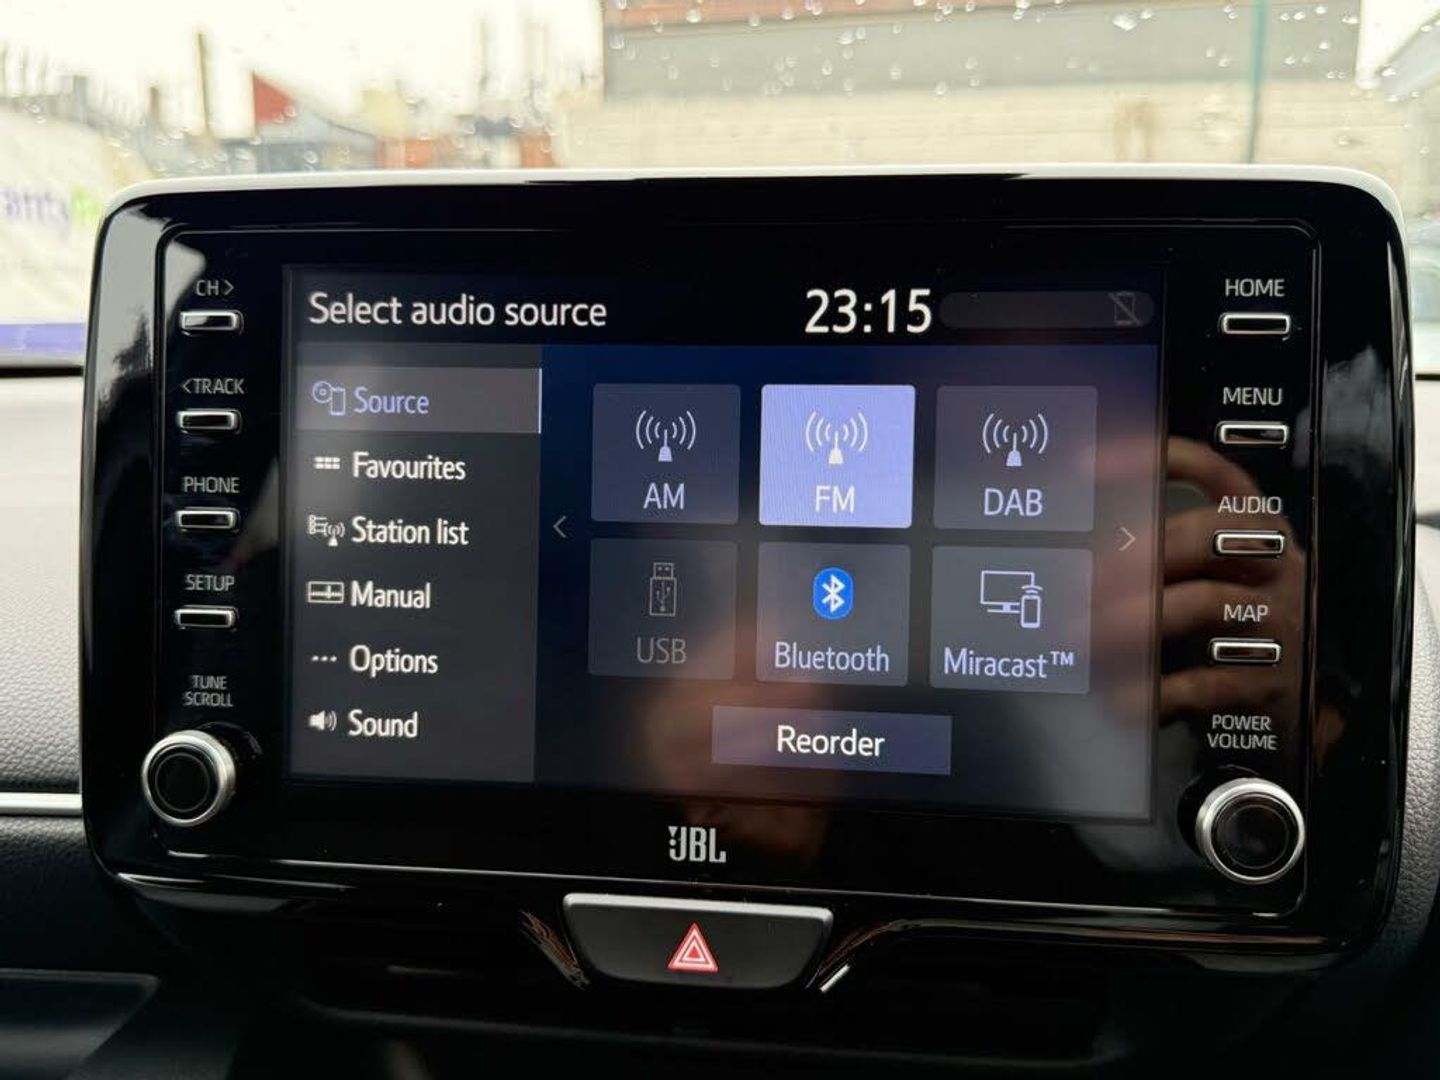 CH >
Select audio source 23:15
HOME
< TRACK
Source
MENU
PHONE
Favourites
AM
FM
DAB
AUDIO
Station list
SETUP
Manual
USB
Bluetooth
Miracast™
MAP
Options
TUNE
SCROLL
Sound
Reorder
POWER
VOLUME
JBL